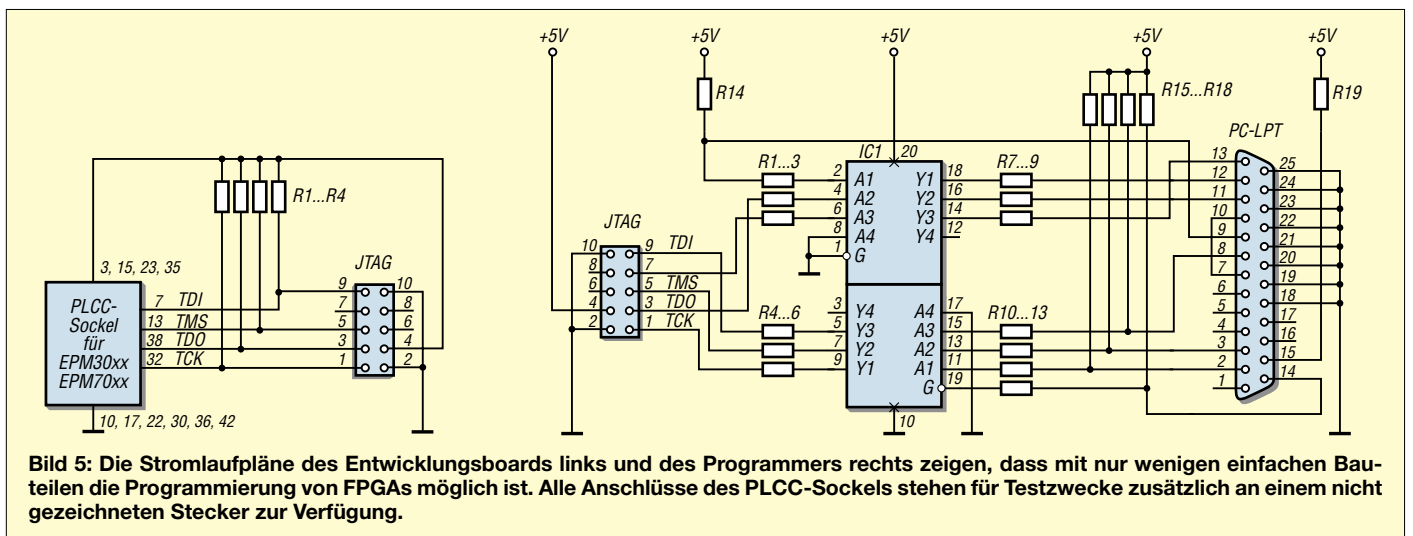 +5V +5V +5V +5V +5V
R14
R15...R18
R19
PC-LPT
IC1 20
R1...3
R7...9
2 A1 Y1 18
4 A2 Y2 16
6 A3 Y3 14
8 A4 Y4 12
1 G
3 Y4 A4 17
5 Y3 A3 15
7 Y2 A2 13
9 Y1 A1 11
G 19
10
R4...6
R10...13
13
12
11
10
9
8
7
6
5
4
3
2
1
25
24
23
22
21
20
19
18
17
16
15
14
JTAG
10 9 TDI
8 7
6 5 TMS
4 3 TDO
2 1 TCK
R1...R4
3, 15, 23, 35
PLCC-
Sockel
für
EPM30xx
EPM70xx
7 TDI
13 TMS
38 TDO
32 TCK
10, 17, 22, 30, 36, 42
JTAG
9 10
7 8
5 6
3 4
1 2
Bild 5: Die Stromlaufpläne des Entwicklungsboards links und des Programmers rechts zeigen, dass mit nur wenigen einfachen Bau-
teilen die Programmierung von FPGAs möglich ist. Alle Anschlüsse des PLCC-Sockels stehen für Testzwecke zusätzlich an einem nicht
gezeichneten Stecker zur Verfügung.